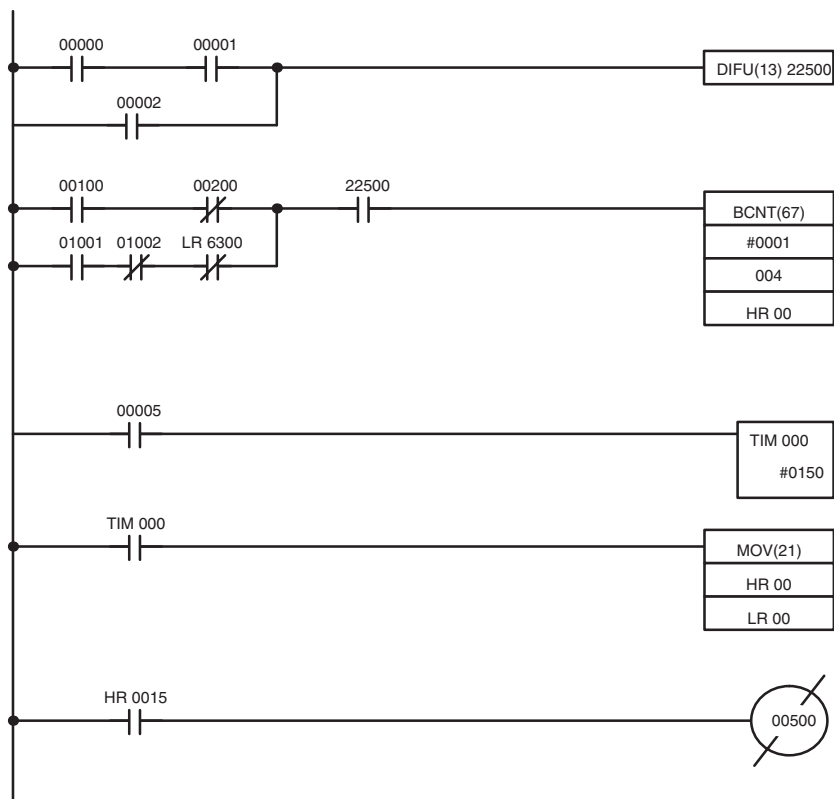 00000 00001
DIFU(13) 22500
00002
00100 00200 22500
BCNT(67)
01001 01002 LR 6300
#0001
004
HR 00
00005
TIM 000
#0150
TIM 000
MOV(21)
HR 00
LR 00
HR 0015
00500